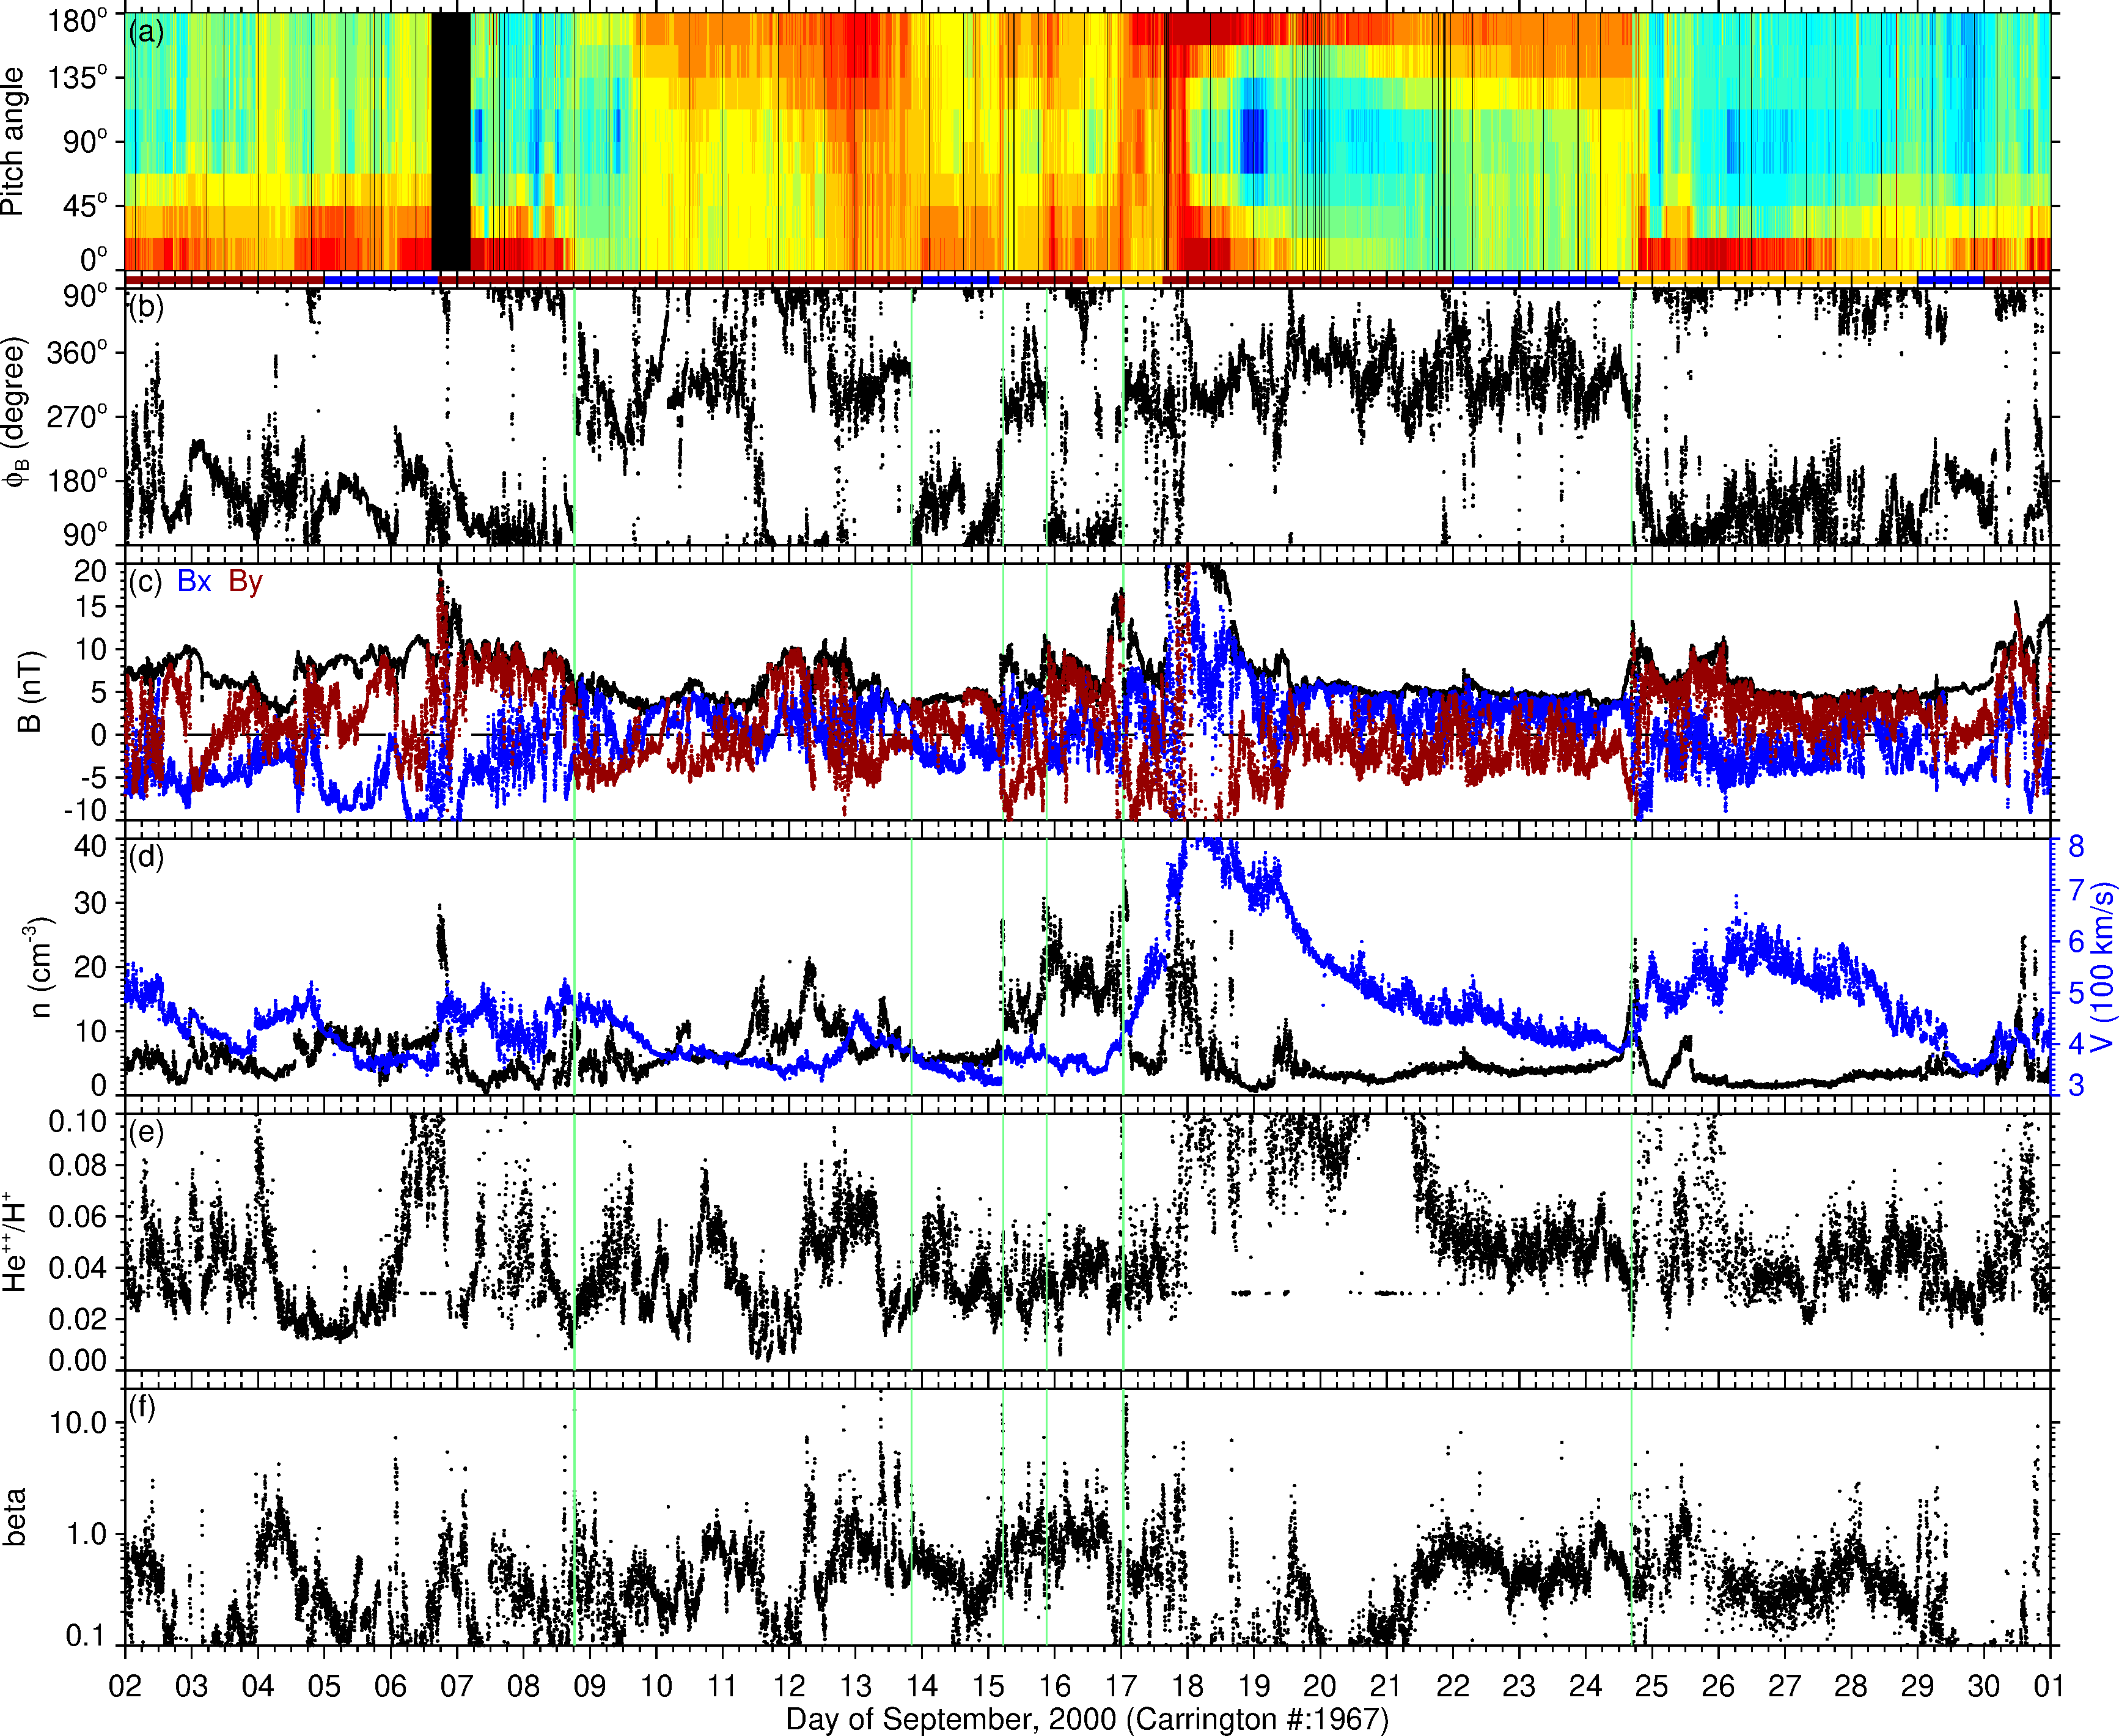 (a)
Pitch angle
180°
135°
90°
45°
0°
(b)
ϕB (degree)
90°
360°
270°
180°
90°
(c) Bx By
B (nT)
20
15
10
5
0
-5
-10
(d)
n (cm-3)
40
30
20
10
0
V (100 km/s)
8
7
6
5
4
3
(e)
He++/H+
0.10
0.08
0.06
0.04
0.02
0.00
(f)
beta
10.0
1.0
0.1
02 03 04 05 06 07 08 09 10 11 12 13 14 15 16 17 18 19 20 21 22 23 24 25 26 27 28 29 30 01
Day of September, 2000 (Carrington #:1967)